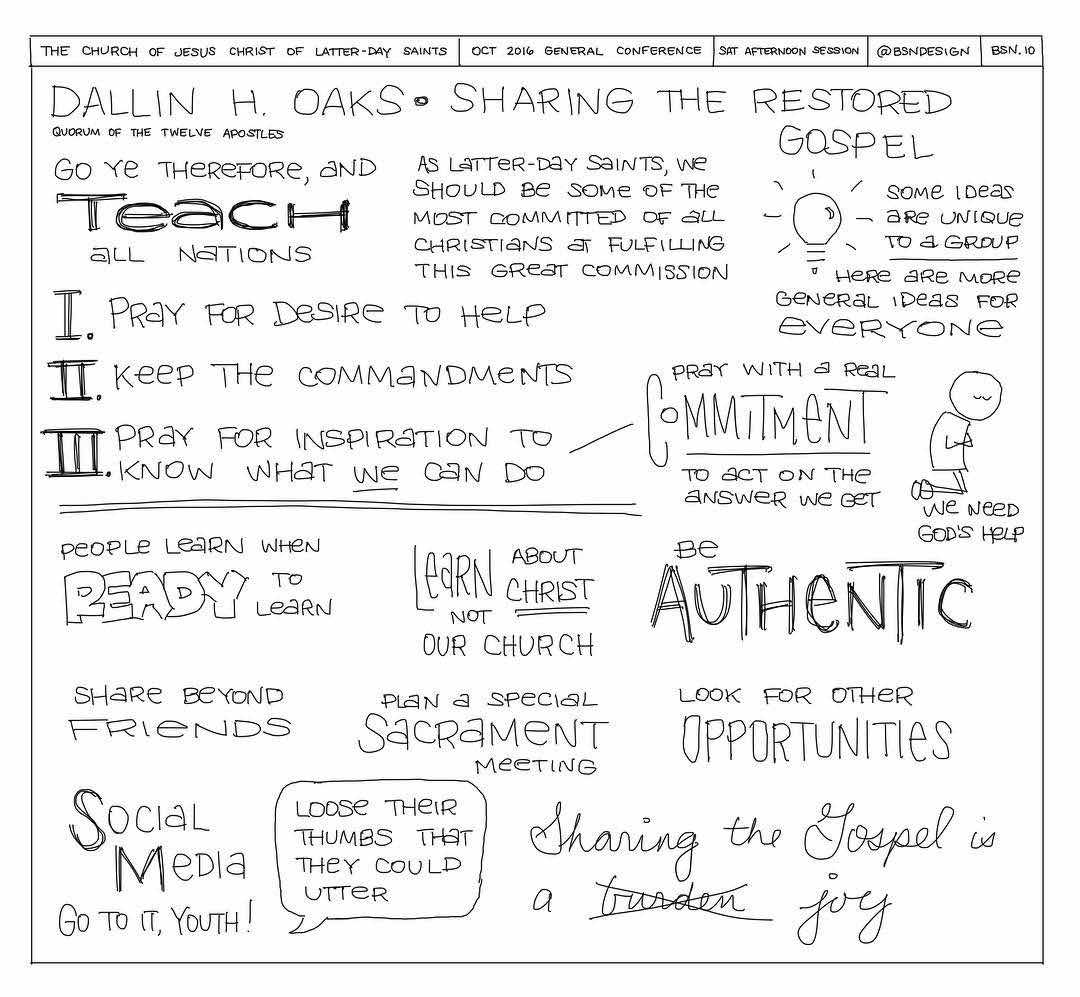 THE CHURCH OF JESUS CHRIST OF LATTER-DAY SAINTS
OCT 2016 GENERAL CONFERENCE
SAT AFTERNOON SESSION
@BSNDESIGN
BSN.10
DALLIN H. OAKS • SHARING THE RESTORED
GOSPEL
QUORUM OF THE TWELVE APOSTLES
GO YE THEREFORE, AND
TEACH
ALL NATIONS
AS LATTER-DAY SAINTS, WE
SHOULD BE SOME OF THE
MOST COMMITTED OF ALL
CHRISTIANS AT FULFILLING
THIS GREAT COMMISSION
SOME IDEAS
ARE UNIQUE
TO A GROUP
HERE ARE MORE
GENERAL IDEAS FOR
EVERYONE
I. PRAY FOR DESIRE TO HELP
II. KEEP THE COMMANDMENTS
III. PRAY FOR INSPIRATION TO
KNOW WHAT WE CAN DO
PRAY WITH A REAL
COMMITMENT
TO ACT ON THE
ANSWER WE GET
WE NEED
GOD'S HELP
PEOPLE LEARN WHEN
READY TO
LEARN
LEARN ABOUT
CHRIST
NOT
OUR CHURCH
BE
AUTHENTIC
SHARE BEYOND
FRIENDS
PLAN A SPECIAL
SACRAMENT
MEETING
LOOK FOR OTHER
OPPORTUNITIES
SOCIAL
MEDIA
GO TO IT, YOUTH!
LOOSE THEIR
THUMBS THAT
THEY COULD
UTTER
Sharing the Gospel is
a burden joy